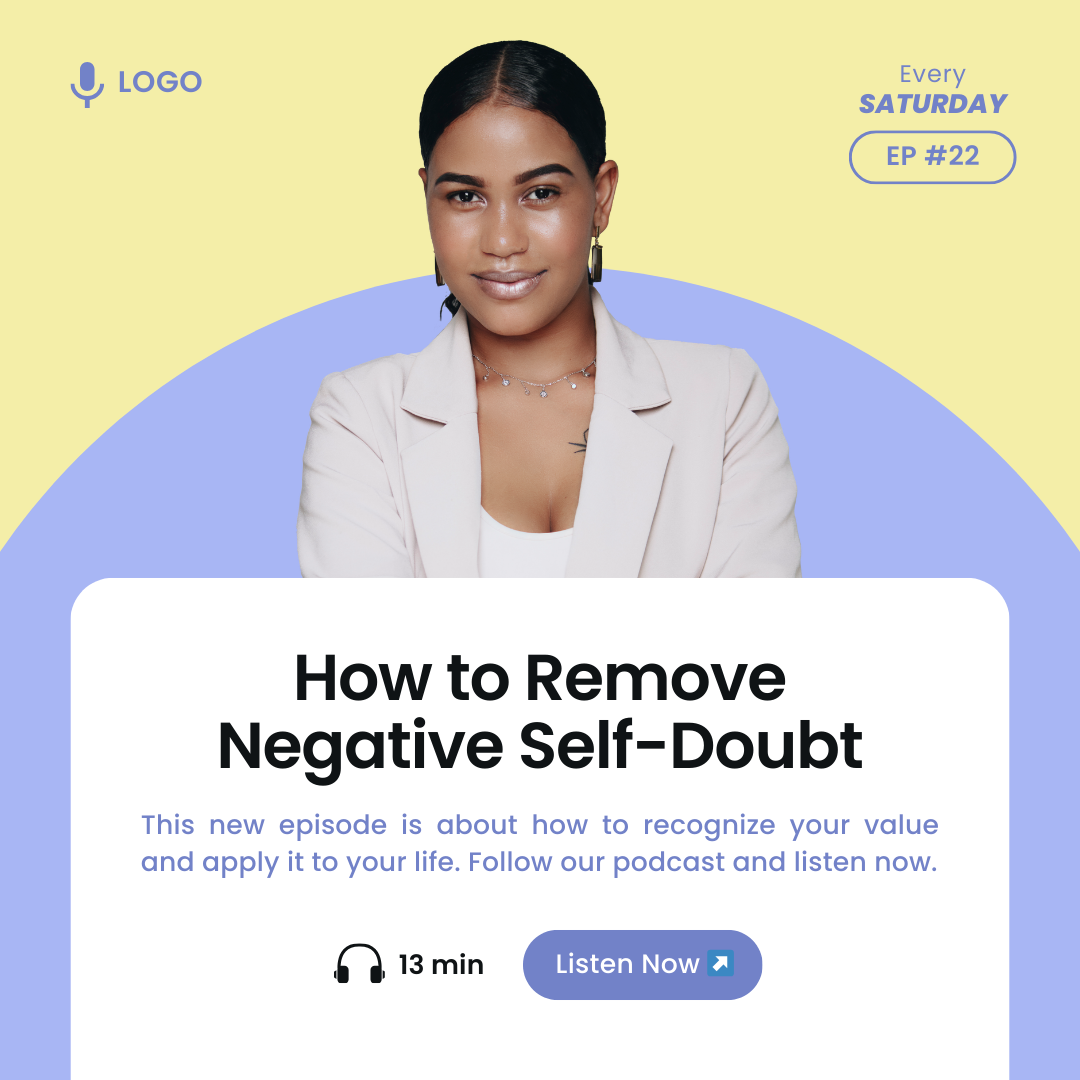 LOGO
Every
SATURDAY
EP #22
How to Remove
Negative Self-Doubt
This new episode is about how to recognize your value
and apply it to your life. Follow our podcast and listen now.
13 min
Listen Now ↗